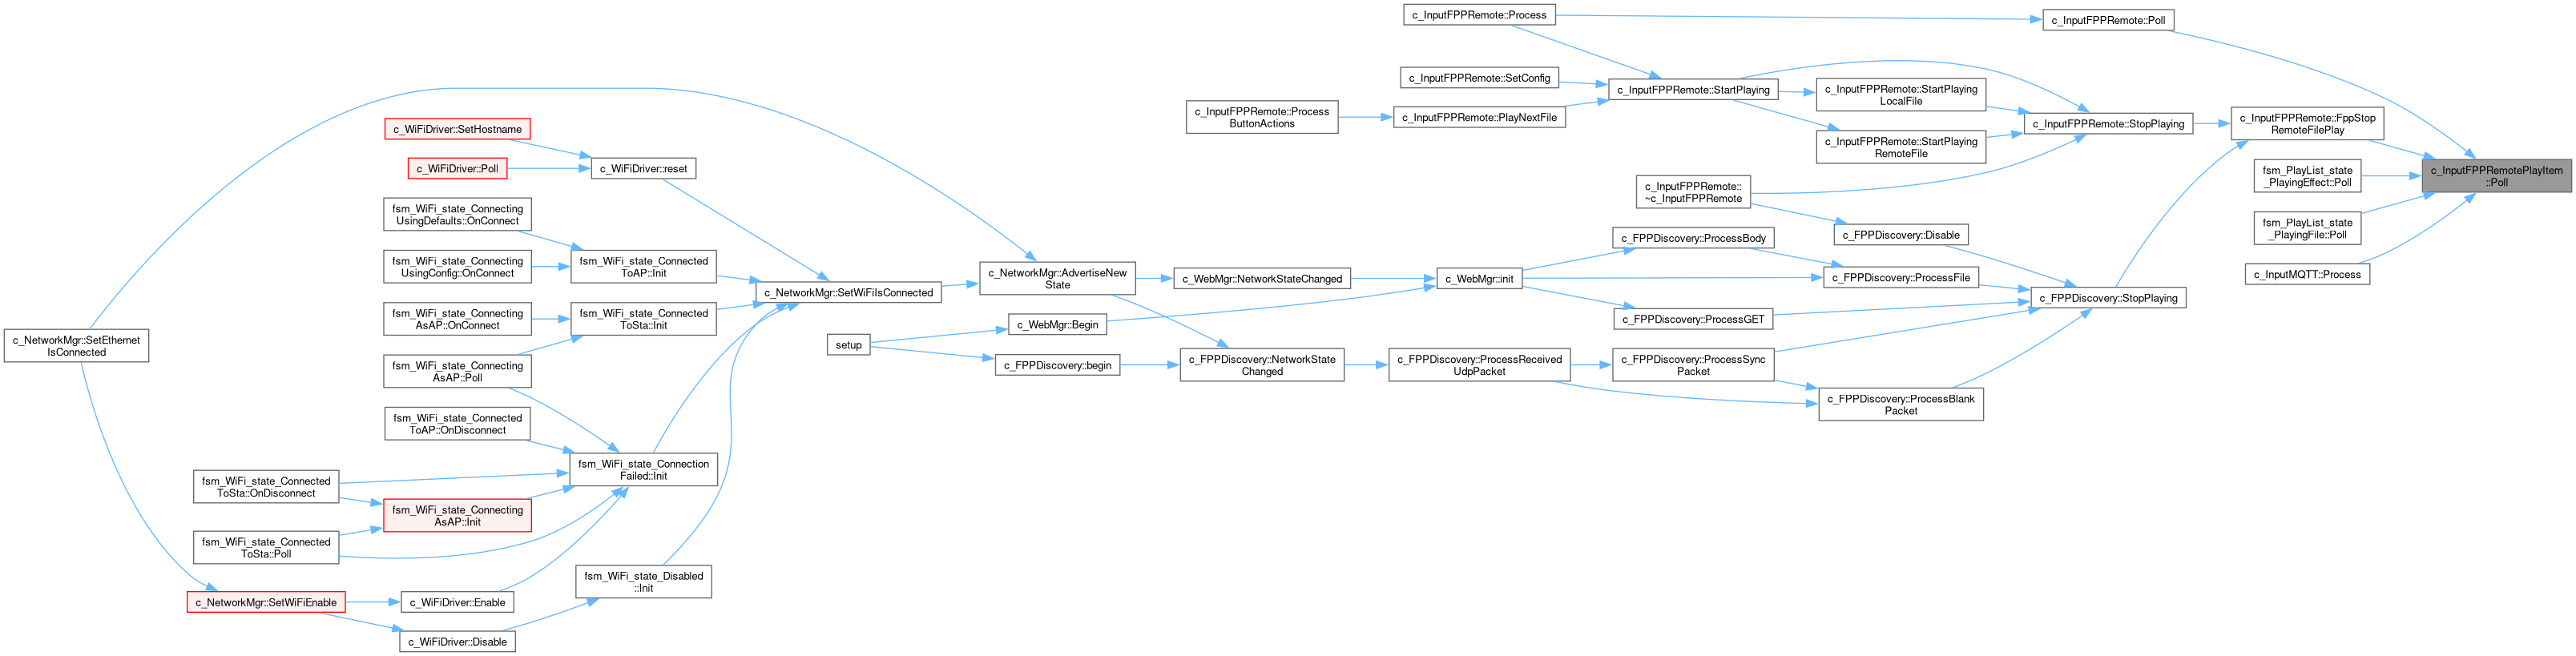 c_InputFPPRemote::Process
c_InputFPPRemote::Poll
c_InputFPPRemote::SetConfig
c_InputFPPRemote::StartPlaying
c_InputFPPRemote::StartPlaying
LocalFile
c_InputFPPRemote::Process
ButtonActions
c_InputFPPRemote::PlayNextFile
c_InputFPPRemote::StopPlaying
c_InputFPPRemote::FppStop
RemoteFilePlay
c_InputFPPRemote::StartPlaying
RemoteFile
c_WiFiDriver::SetHostname
c_WiFiDriver::Poll
c_WiFiDriver::reset
fsm_PlayList_state
_PlayingEffect::Poll
c_InputFPPRemotePlayItem
::Poll
c_InputFPPRemote::
~c_InputFPPRemote
fsm_WiFi_state_Connecting
UsingDefaults::OnConnect
fsm_PlayList_state
_PlayingFile::Poll
c_FPPDiscovery::ProcessBody
c_FPPDiscovery::Disable
fsm_WiFi_state_Connecting
UsingConfig::OnConnect
fsm_WiFi_state_Connected
ToAP::Init
c_NetworkMgr::AdvertiseNew
State
c_WebMgr::NetworkStateChanged
c_WebMgr::init
c_FPPDiscovery::ProcessFile
c_InputMQTT::Process
c_NetworkMgr::SetWiFiIsConnected
c_FPPDiscovery::StopPlaying
fsm_WiFi_state_Connecting
AsAP::OnConnect
fsm_WiFi_state_Connected
ToSta::Init
c_WebMgr::Begin
c_FPPDiscovery::ProcessGET
c_NetworkMgr::SetEthernet
IsConnected
setup
fsm_WiFi_state_Connecting
AsAP::Poll
c_FPPDiscovery::begin
c_FPPDiscovery::NetworkState
Changed
c_FPPDiscovery::ProcessReceived
UdpPacket
c_FPPDiscovery::ProcessSync
Packet
c_FPPDiscovery::ProcessBlank
Packet
fsm_WiFi_state_Connected
ToAP::OnDisconnect
fsm_WiFi_state_Connection
Failed::Init
fsm_WiFi_state_Connected
ToSta::OnDisconnect
fsm_WiFi_state_Connecting
AsAP::Init
fsm_WiFi_state_Connected
ToSta::Poll
fsm_WiFi_state_Disabled
::Init
c_NetworkMgr::SetWiFiEnable
c_WiFiDriver::Enable
c_WiFiDriver::Disable